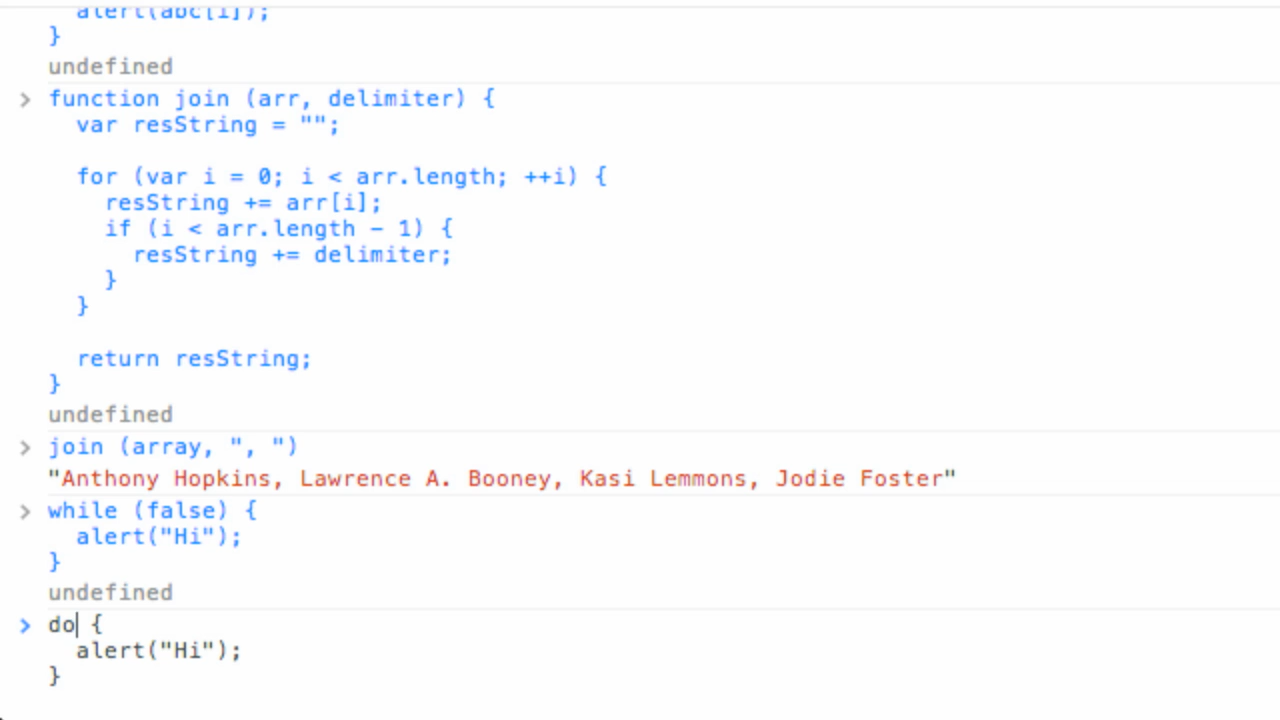 alert(abc[i]);
}
undefined
> function join (arr, delimiter) {
var resString = "";
for (var i = 0; i < arr.length; ++i) {
resString += arr[i];
if (i < arr.length - 1) {
resString += delimiter;
}
}
return resString;
}
undefined
> join (array, ", ")
"Anthony Hopkins, Lawrence A. Booney, Kasi Lemmons, Jodie Foster"
> while (false) {
alert("Hi");
}
undefined
> do {
alert("Hi");
}